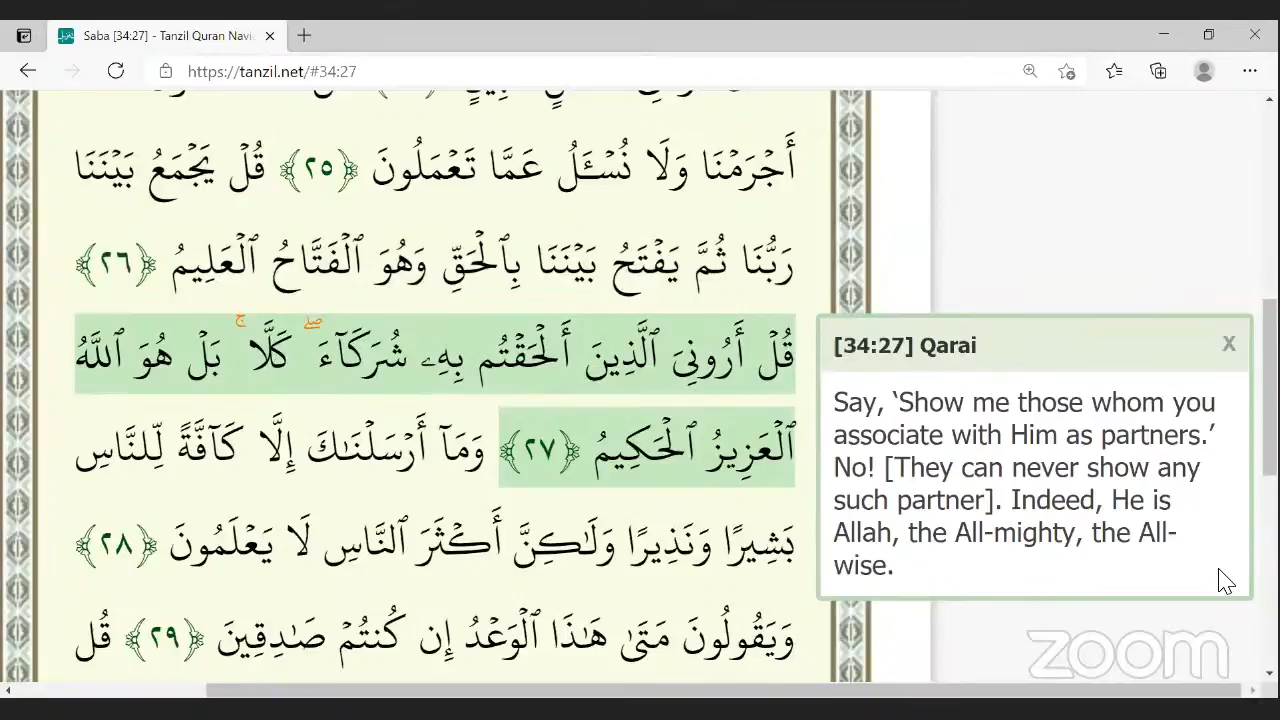 Saba [34:27] - Tanzil Quran Navi
https://tanzil.net/#34:27
أَجۡرَمۡنَا وَلَا نُسۡـَٔلُ عَمَّا تَعۡمَلُونَ ﴿٢٥﴾ قُلۡ يَجۡمَعُ بَيۡنَنَا
رَبُّنَا ثُمَّ يَفۡتَحُ بَيۡنَنَا بِٱلۡحَقِّ وَهُوَ ٱلۡفَتَّاحُ ٱلۡعَلِيمُ ﴿٢٦﴾
قُلۡ أَرُونِىَ ٱلَّذِينَ أَلۡحَقۡتُم بِهِۦ شُرَكَآءَۖ كَلَّاۚ بَلۡ هُوَ ٱللَّهُ
ٱلۡعَزِيزُ ٱلۡحَكِيمُ ﴿٢٧﴾ وَمَآ أَرۡسَلۡنَـٰكَ إِلَّا كَآفَّةً لِّلنَّاسِ
بَشِيرًا وَنَذِيرًا وَلَـٰكِنَّ أَكۡثَرَ ٱلنَّاسِ لَا يَعۡلَمُونَ ﴿٢٨﴾
وَيَقُولُونَ مَتَىٰ هَـٰذَا ٱلۡوَعۡدُ إِن كُنتُمۡ صَـٰدِقِينَ ﴿٢٩﴾ قُل
[34:27] Qarai
X
Say, ‘Show me those whom you
associate with Him as partners.’
No! [They can never show any
such partner]. Indeed, He is
Allah, the All-mighty, the All-
wise.
zoom